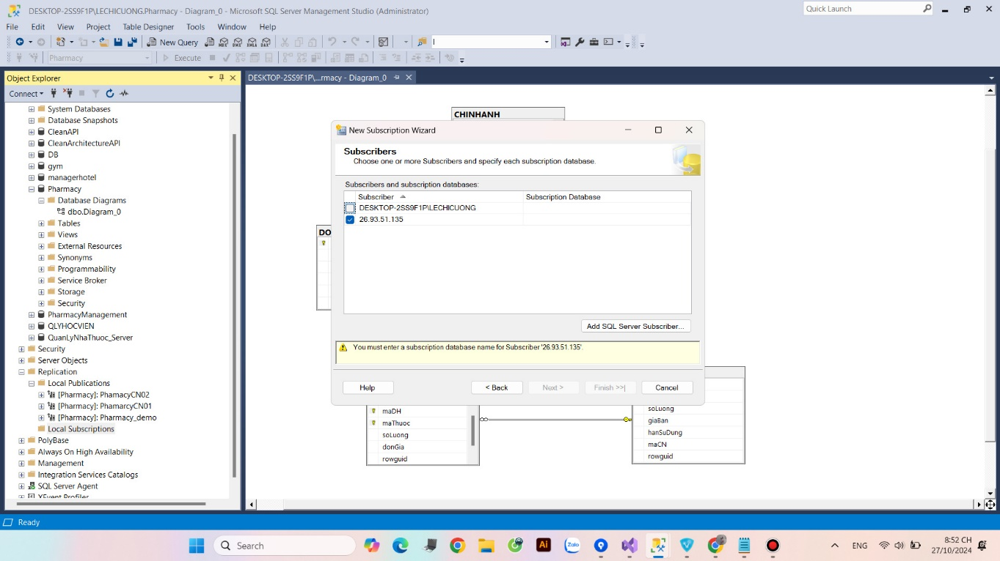 DESKTOP-2SS9F1P\LECHICUONG.Pharmacy - Diagram_0 - Microsoft SQL Server Management Studio (Administrator)
Quick Launch
File Edit View Project Table Designer Tools Window Help
New Query
Pharmacy Execute
Object Explorer
DESKTOP-2SS9F1P\...rmacy - Diagram_0
Connect
System Databases
Database Snapshots
CleanAPI
CleanArchitectureAPI
DB
gym
managerhotel
Pharmacy
Database Diagrams
dbo.Diagram_0
Tables
Views
External Resources
Synonyms
Programmability
Service Broker
Storage
Security
PharmacyManagement
QLYHOCVIEN
QuanLyNhaThuoc_Server
Security
Server Objects
Replication
Local Publications
[Pharmacy]: PhamacyCN02
[Pharmacy]: PhamarcyCN01
[Pharmacy]: Pharmacy_demo
Local Subscriptions
PolyBase
Always On High Availability
Management
Integration Services Catalogs
SQL Server Agent
XEvent Profiler
CHINHANH
DO
New Subscription Wizard
Subscribers
Choose one or more Subscribers and specify each subscription database.
Subscribers and subscription databases:
Subscriber Subscription Database
DESKTOP-2SS9F1P\LECHICUONG
26.93.51.135
Add SQL Server Subscriber...
You must enter a subscription database name for Subscriber '26.93.51.135'.
Help < Back Next > Finish >>| Cancel
maDH
maThuoc
soLuong
donGia
rowguid
soLuong
giaBan
hanSuDung
maCN
rowguid
Ready
Search
Ai
Zalo
ENG
8:52 CH
27/10/2024